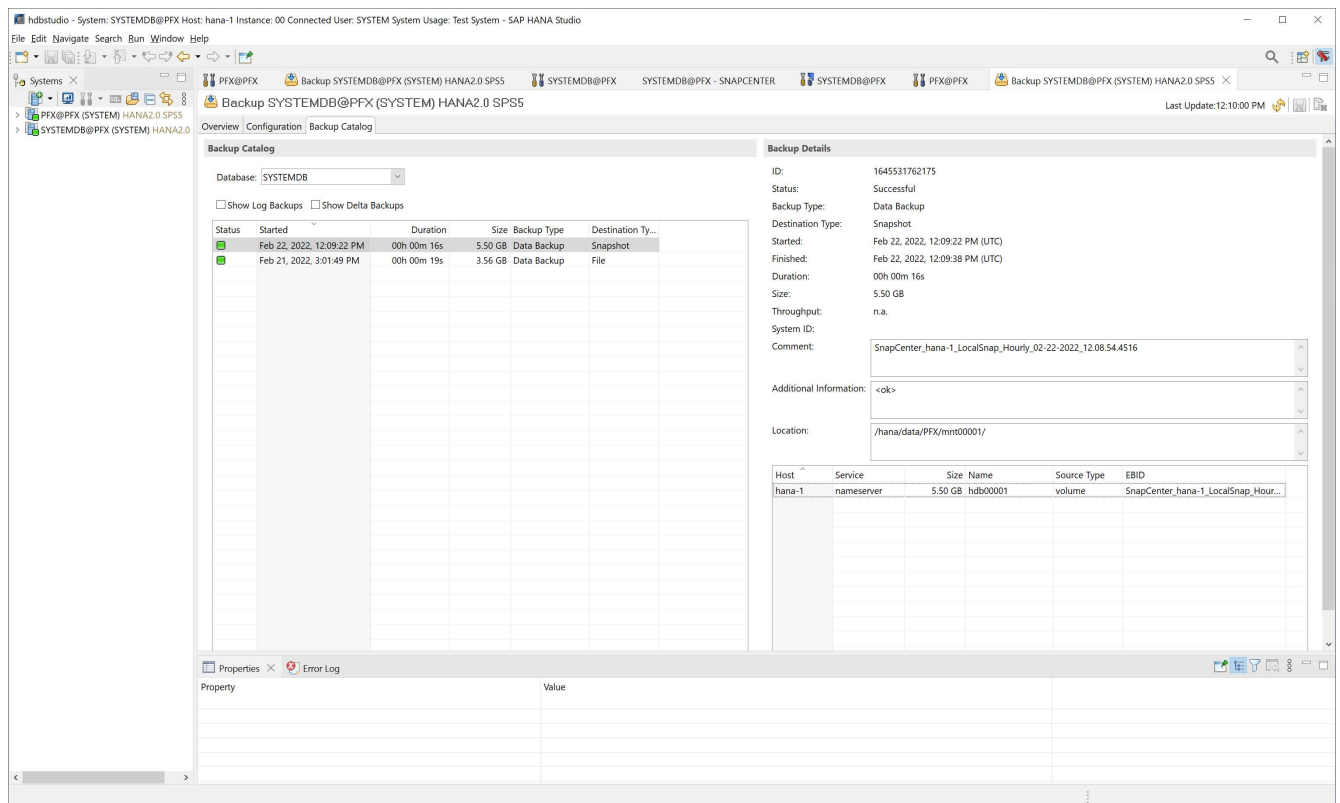 hdbstudio - System: SYSTEMDB@PFX Host: hana-1 Instance: 00 Connected User: SYSTEM System Usage: Test System - SAP HANA Studio
File Edit Navigate Search Run Window Help
Systems
PFX@PFX Backup SYSTEMDB@PFX (SYSTEM) HANA2.0 SPS5 SYSTEMDB@PFX SYSTEMDB@PFX - SNAPCENTER SYSTEMDB@PFX PFX@PFX Backup SYSTEMDB@PFX (SYSTEM) HANA2.0 SPS5
PFX@PFX (SYSTEM) HANA2.0 SPS5
SYSTEMDB@PFX (SYSTEM) HANA2.0
Backup SYSTEMDB@PFX (SYSTEM) HANA2.0 SPS5
Last Update:12:10:00 PM
Overview Configuration Backup Catalog
Backup Catalog
Database: SYSTEMDB
Show Log Backups Show Delta Backups
Status Started Duration Size Backup Type Destination Ty...
Feb 22, 2022, 12:09:22 PM 00h 00m 16s 5.50 GB Data Backup Snapshot
Feb 21, 2022, 3:01:49 PM 00h 00m 19s 3.56 GB Data Backup File
Backup Details
ID: 1645531762175
Status: Successful
Backup Type: Data Backup
Destination Type: Snapshot
Started: Feb 22, 2022, 12:09:22 PM (UTC)
Finished: Feb 22, 2022, 12:09:38 PM (UTC)
Duration: 00h 00m 16s
Size: 5.50 GB
Throughput: n.a.
System ID:
Comment: SnapCenter_hana-1_LocalSnap_Hourly_02-22-2022_12.08.54.4516
Additional Information: <ok>
Location: /hana/data/PFX/mnt00001/
Host Service Size Name Source Type EBID
hana-1 nameserver 5.50 GB hdb00001 volume SnapCenter_hana-1_LocalSnap_Hour...
Properties Error Log
Property Value